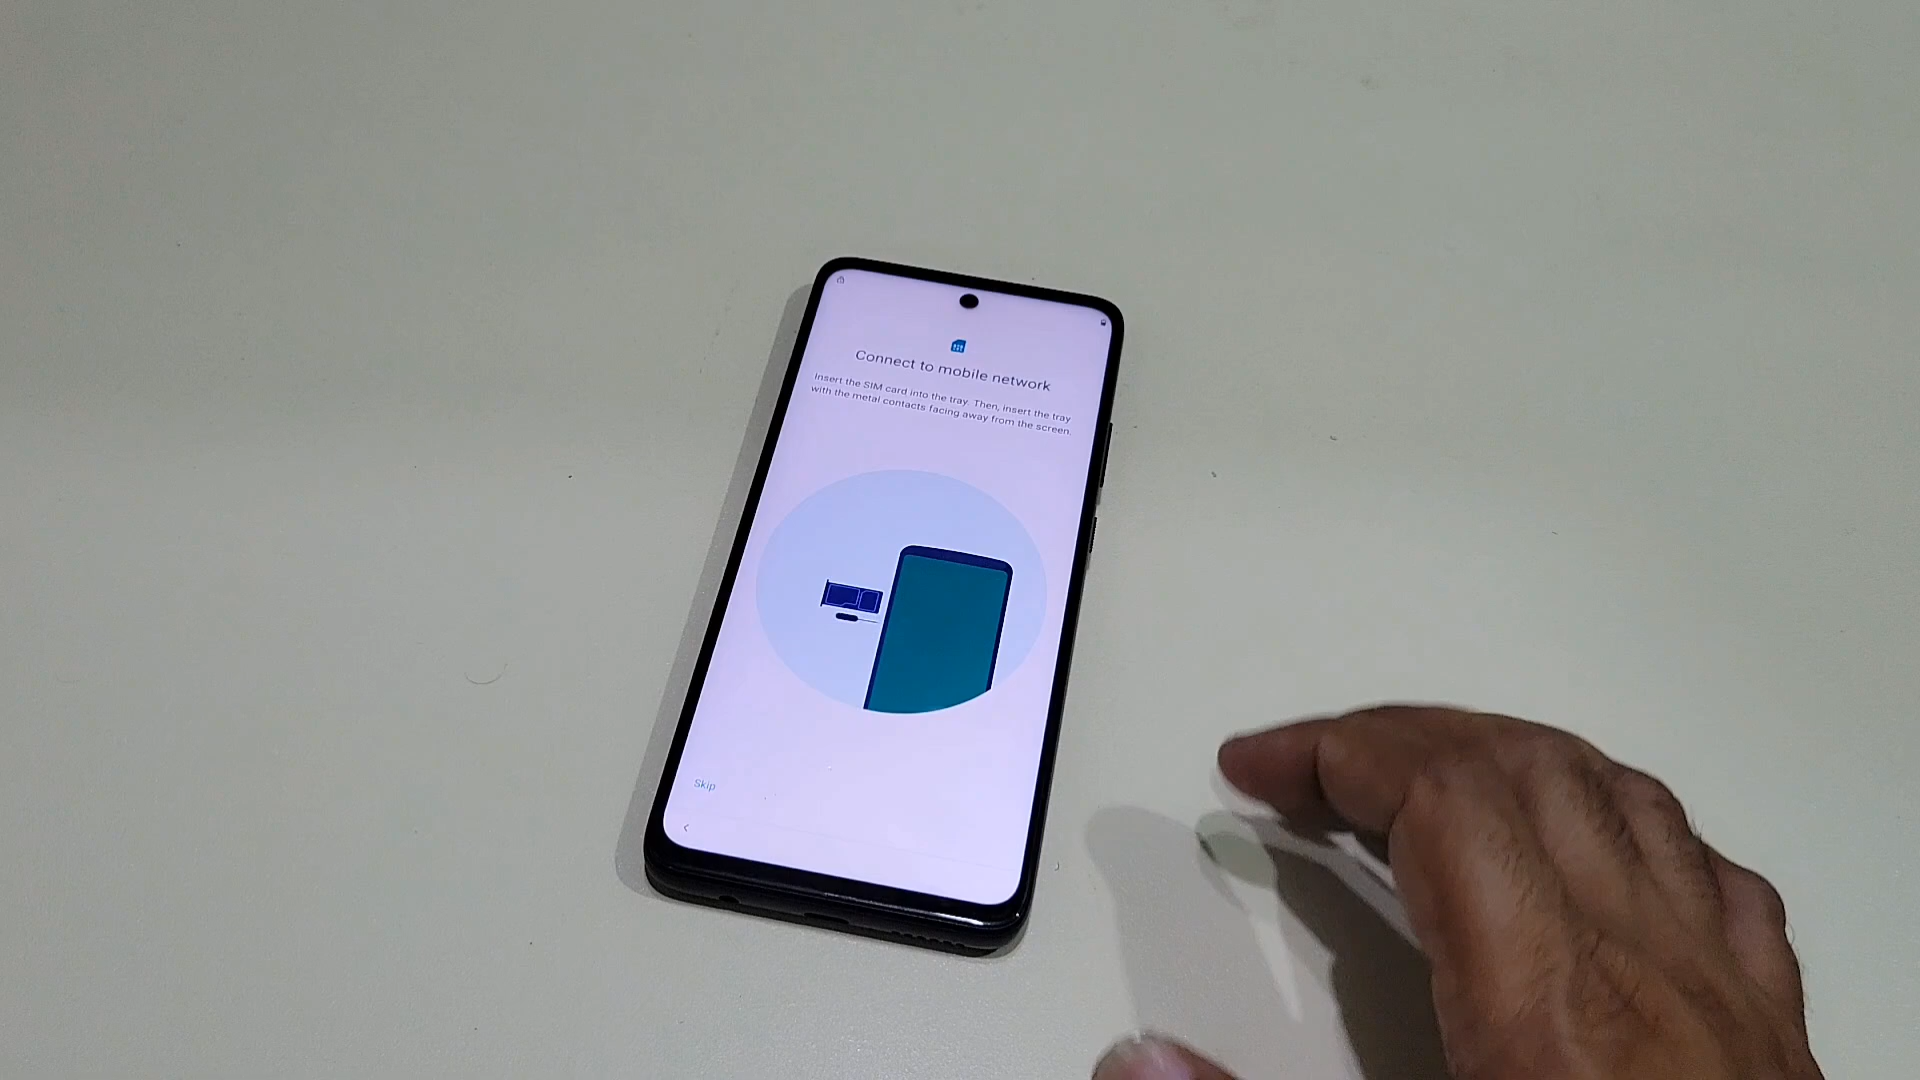 Connect to mobile network
Insert the SIM card into the tray. Then, insert the tray
with the metal contacts facing away from the screen.
Skip